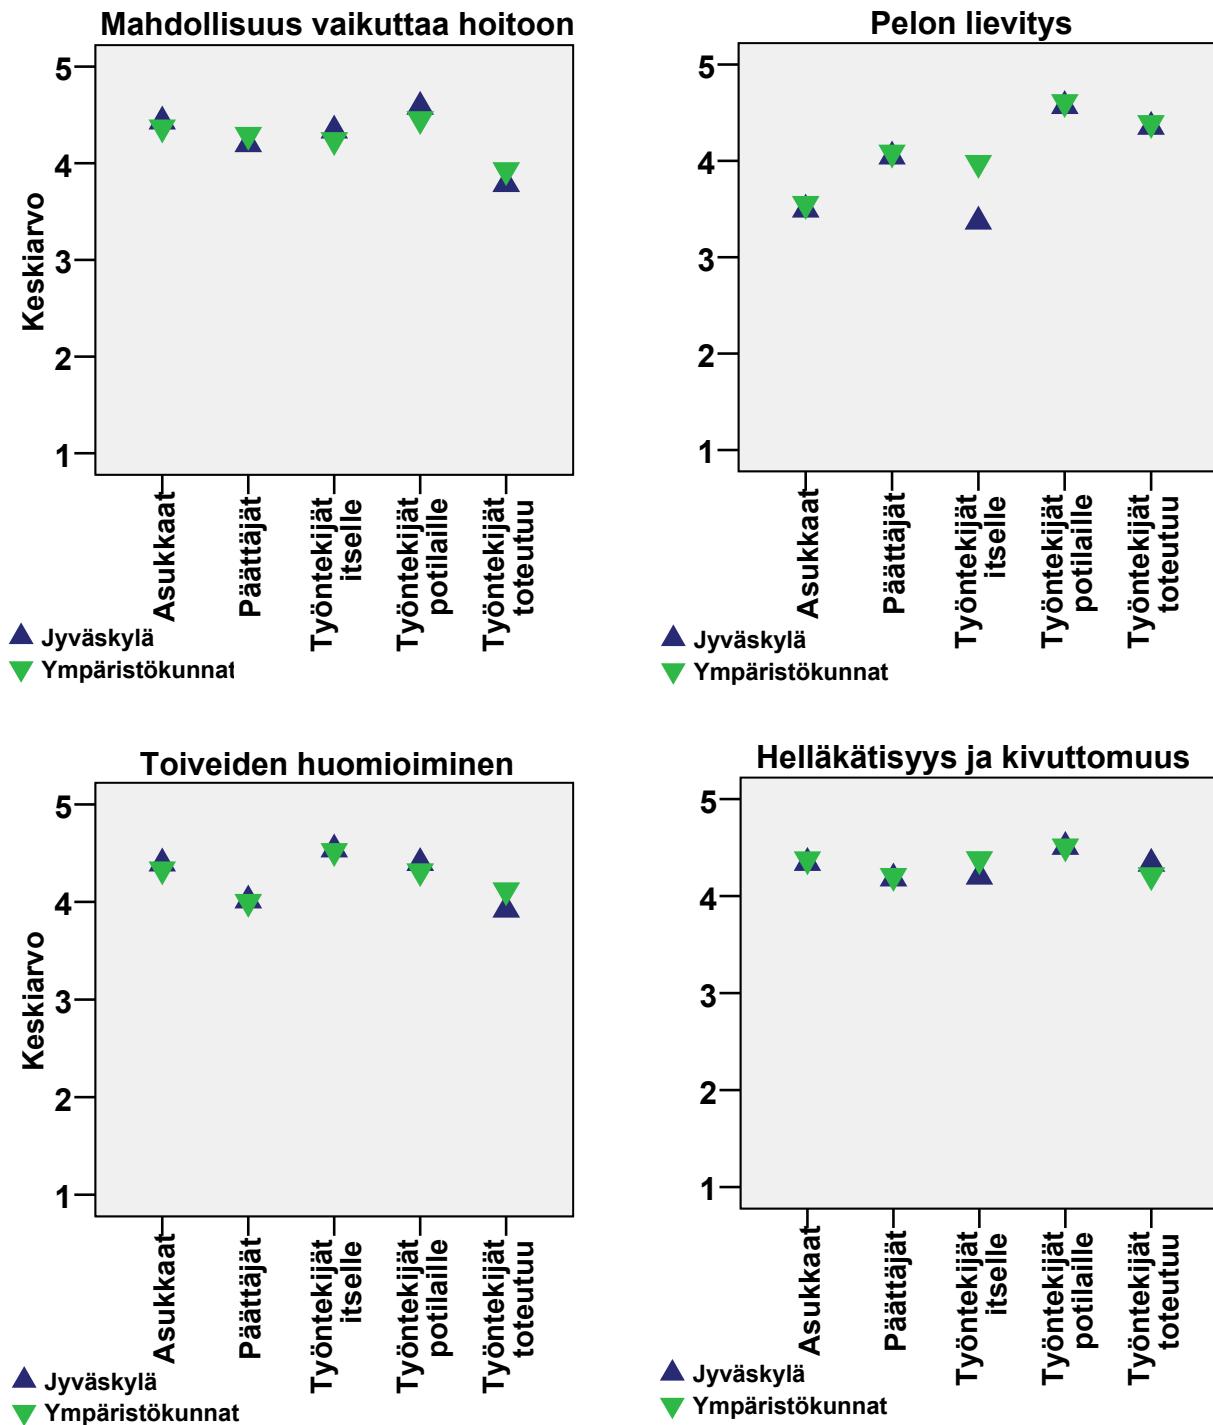 Mahdollisuus vaikuttaa hoitoon
Keskiarvo
5
4
3
2
1
Asukkaat
Päättäjät
Työntekijät
itselle
Työntekijät
potilaille
Työntekijät
toteutuu
Jyväskylä
Ympäristökunnat
Pelon lievitys
5
4
3
2
1
Asukkaat
Päättäjät
Työntekijät
itselle
Työntekijät
potilaille
Työntekijät
toteutuu
Jyväskylä
Ympäristökunnat
Toiveiden huomioiminen
Keskiarvo
5
4
3
2
1
Asukkaat
Päättäjät
Työntekijät
itselle
Työntekijät
potilaille
Työntekijät
toteutuu
Jyväskylä
Ympäristökunnat
Helläkätisyys ja kivuttomuus
5
4
3
2
1
Asukkaat
Päättäjät
Työntekijät
itselle
Työntekijät
potilaille
Työntekijät
toteutuu
Jyväskylä
Ympäristökunnat